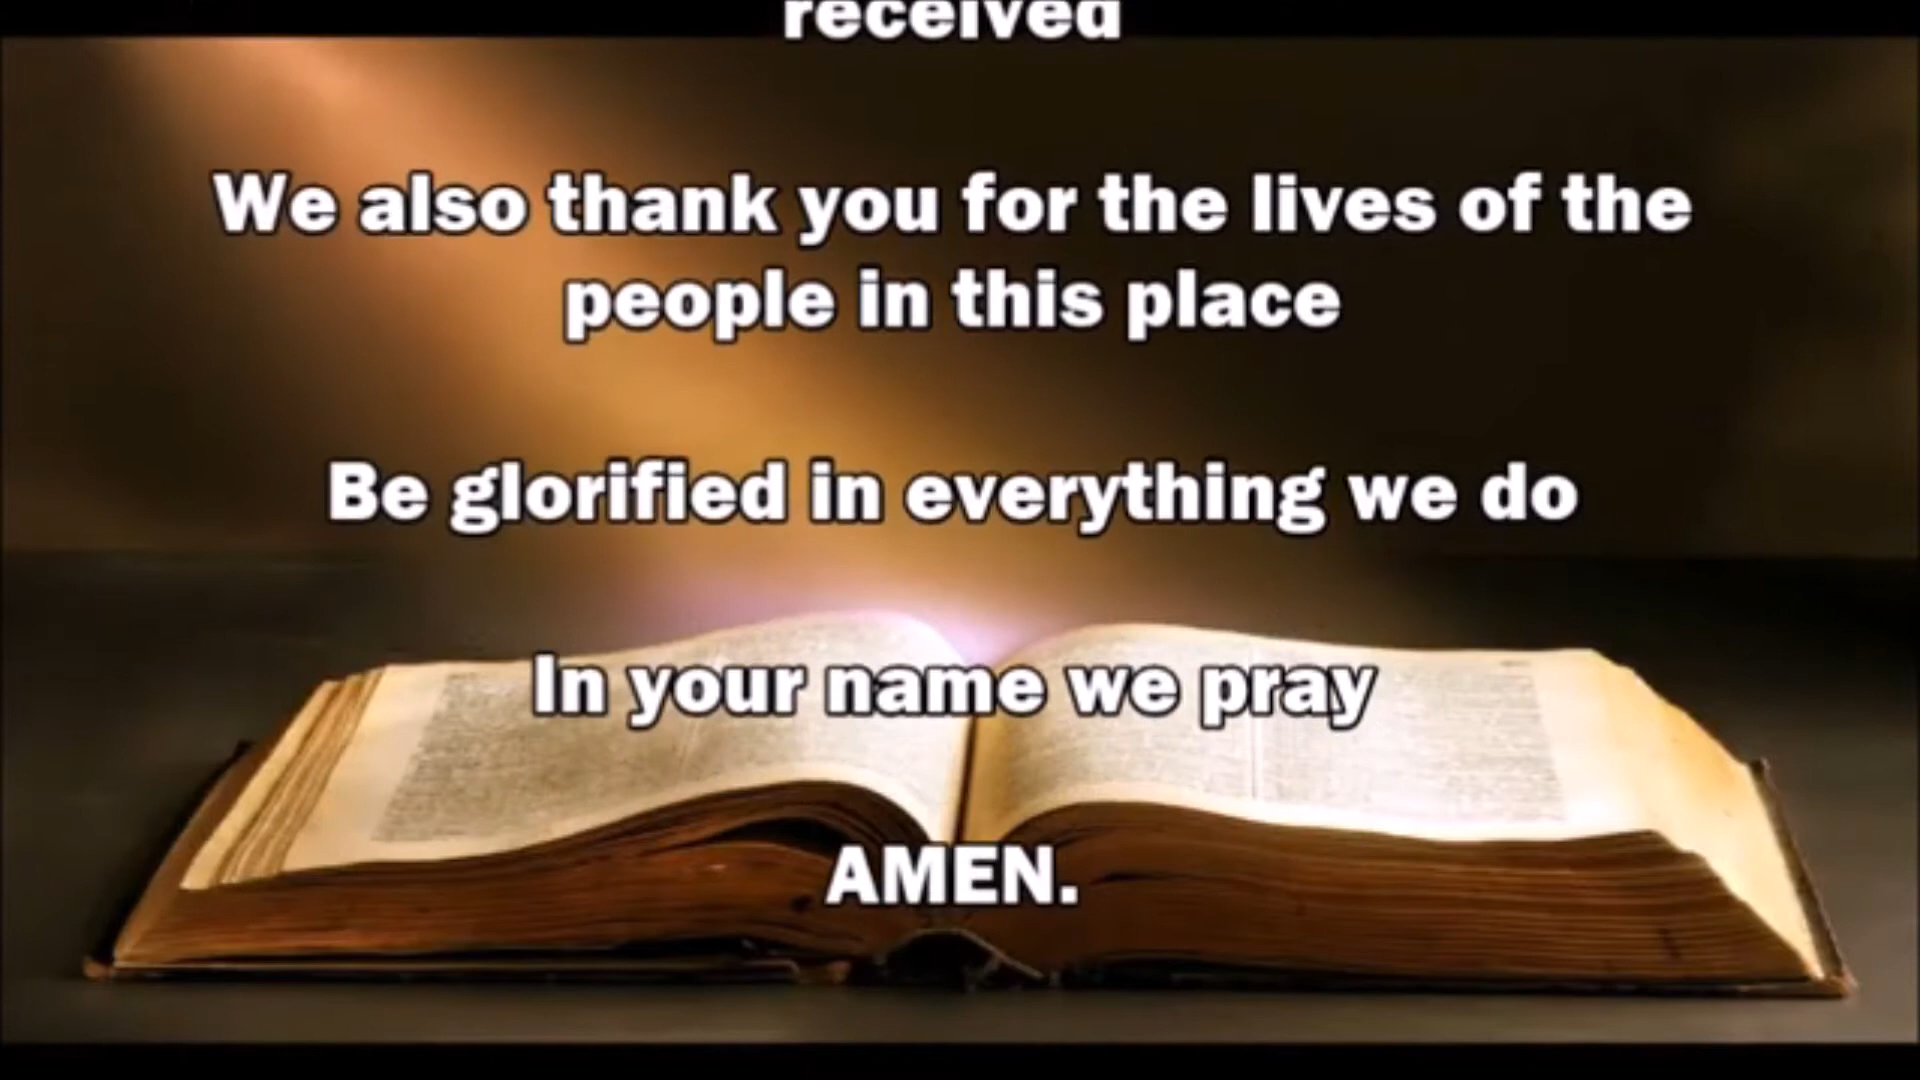 received
We also thank you for the lives of the
people in this place
Be glorified in everything we do
In your name we pray
AMEN.